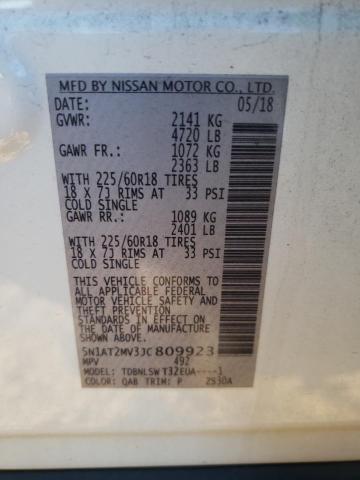 MFD BY NISSAN MOTOR CO., LTD.
DATE: 05/18
GVWR: 2141 KG
4720 LB
GAWR FR.: 1072 KG
2363 LB
WITH 225/60R18 TIRES
18 X 7J RIMS AT 33 PSI
COLD SINGLE
GAWR RR.: 1089 KG
2401 LB
WITH 225/60R18 TIRES
18 X 7J RIMS AT 33 PSI
COLD SINGLE
THIS VEHICLE CONFORMS TO
ALL APPLICABLE FEDERAL
MOTOR VEHICLE SAFETY, BUMPER,
AND THEFT PREVENTION
STANDARDS IN EFFECT ON THE
DATE OF MANUFACTURE SHOWN
ABOVE.
5N1AT2MV3JC809923
MPV 492
MODEL: TDBNLSW T32EUA----1
COLOR: QAB TRIM: P 2S30A